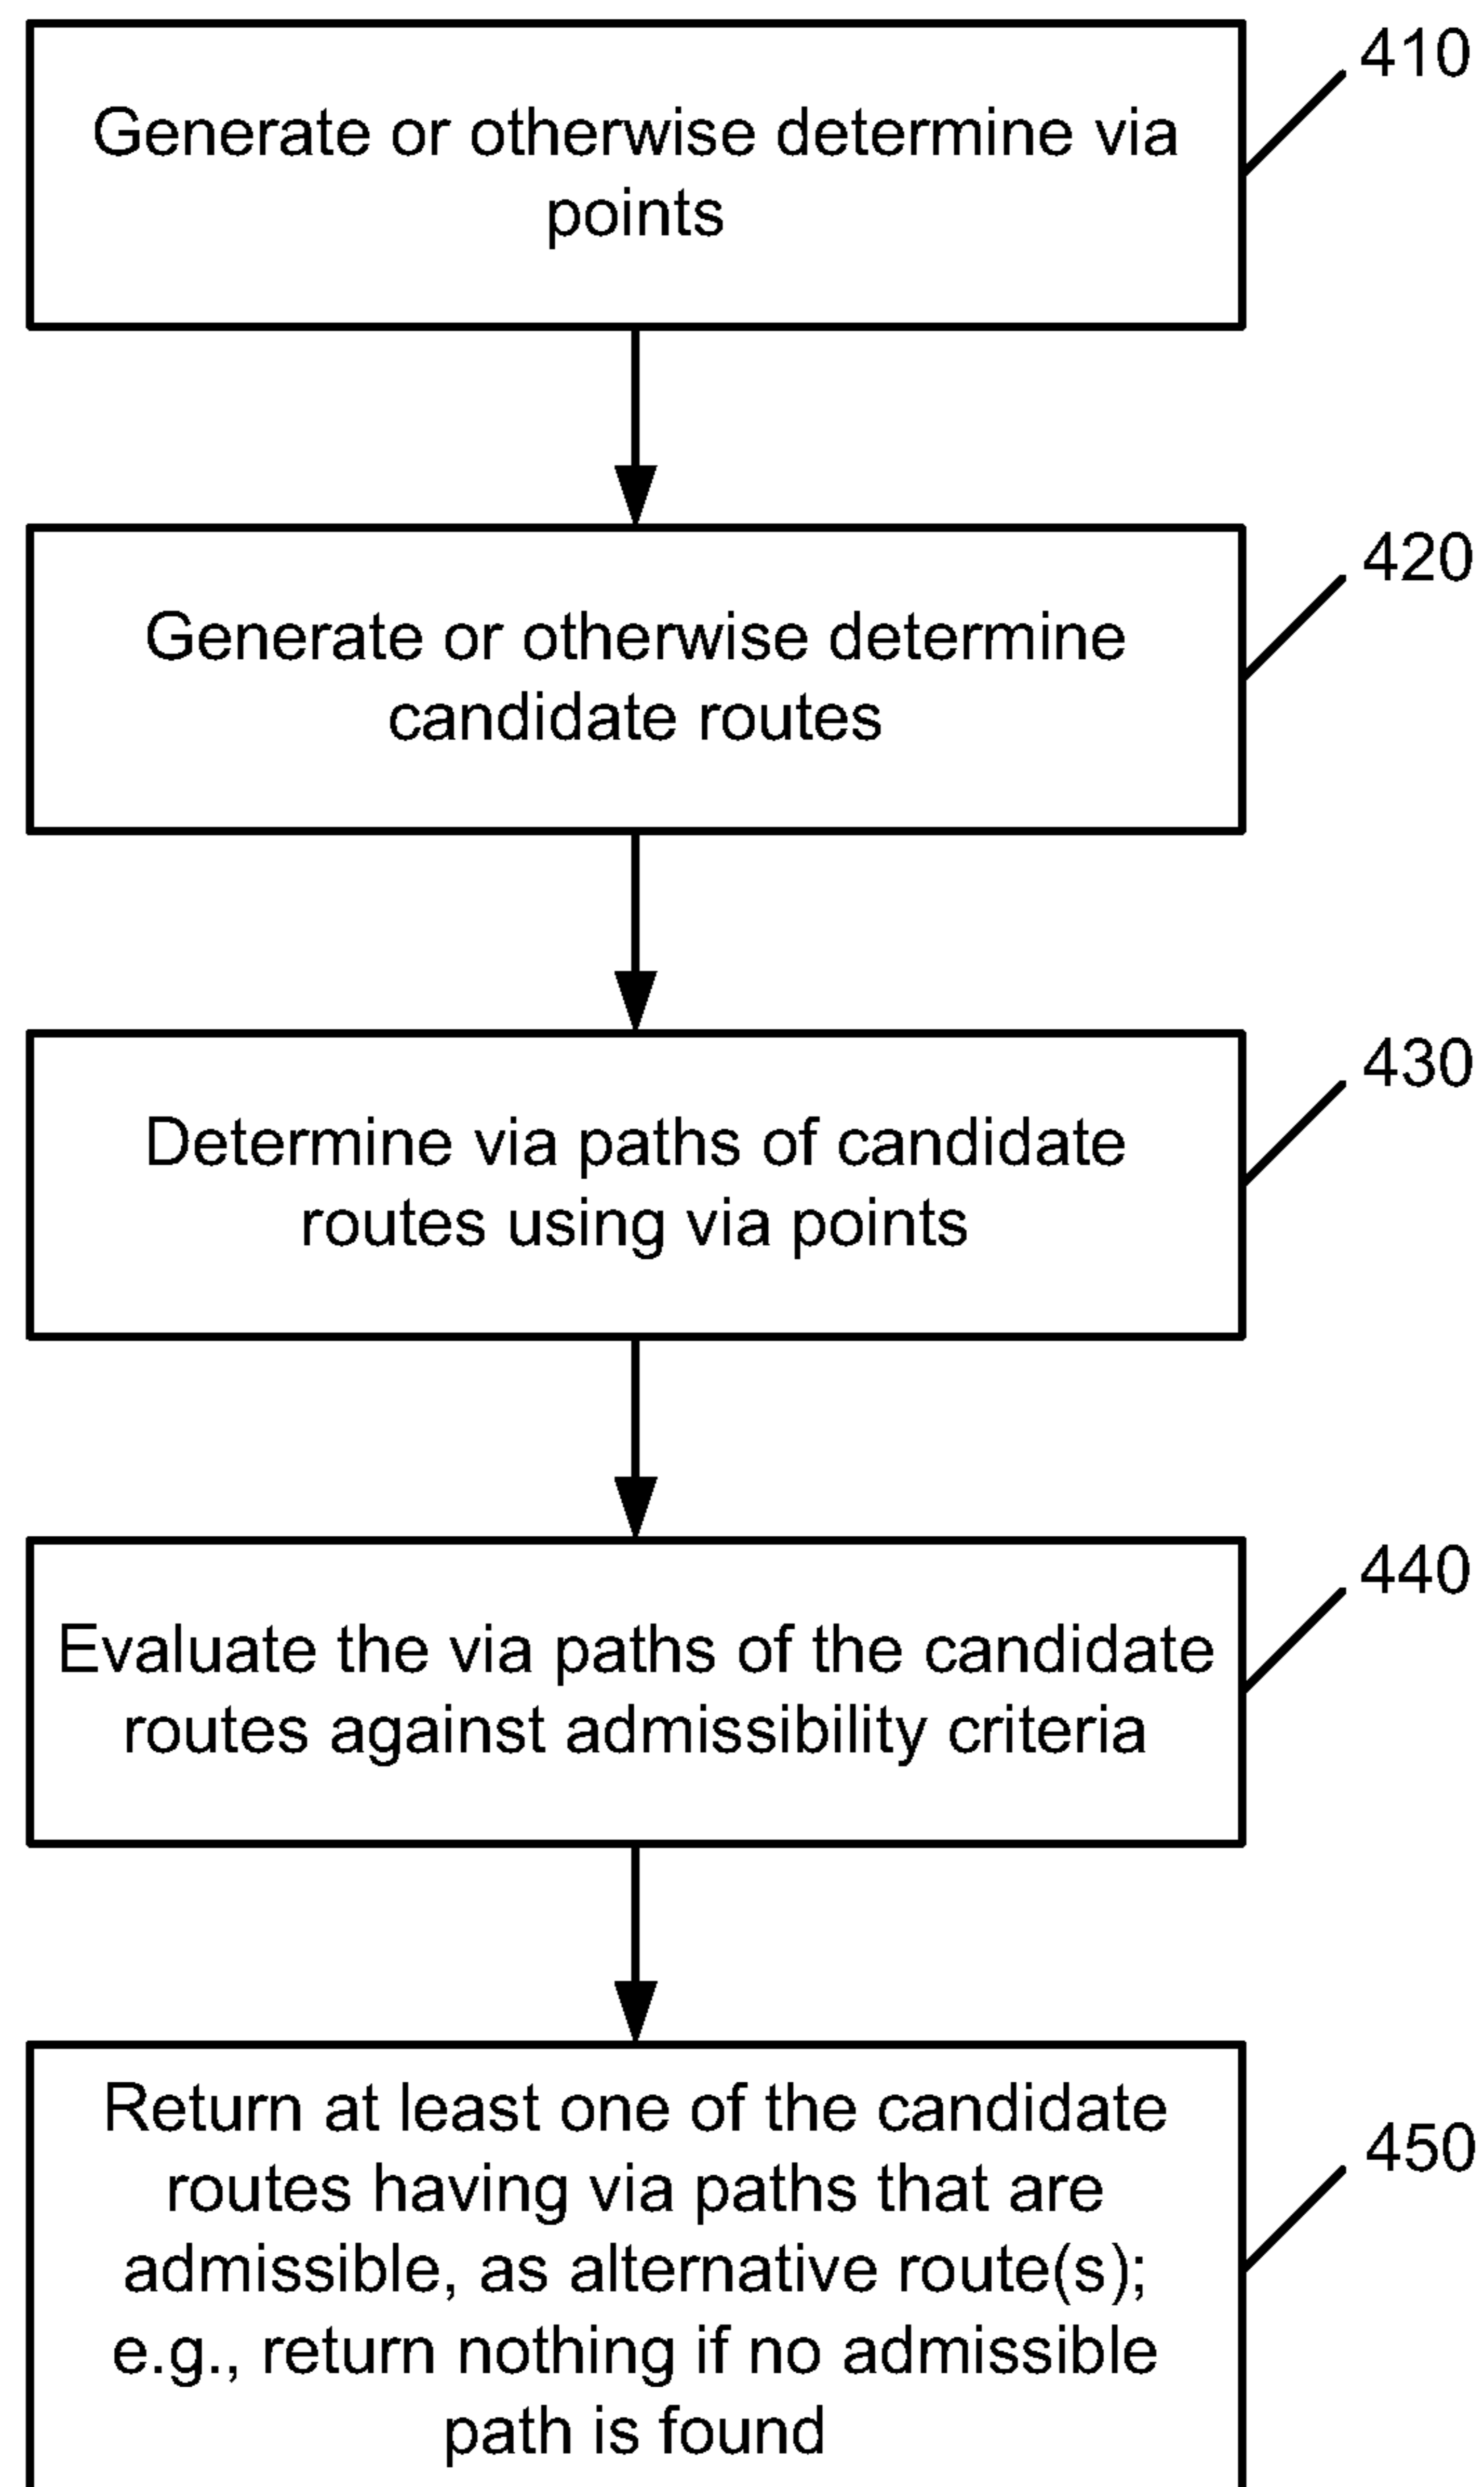 410
Generate or otherwise determine via
points
420
Generate or otherwise determine
candidate routes
430
Determine via paths of candidate
routes using via points
440
Evaluate the via paths of the candidate
routes against admissibility criteria
450
Return at least one of the candidate
routes having via paths that are
admissible, as alternative route(s);
e.g., return nothing if no admissible
path is found